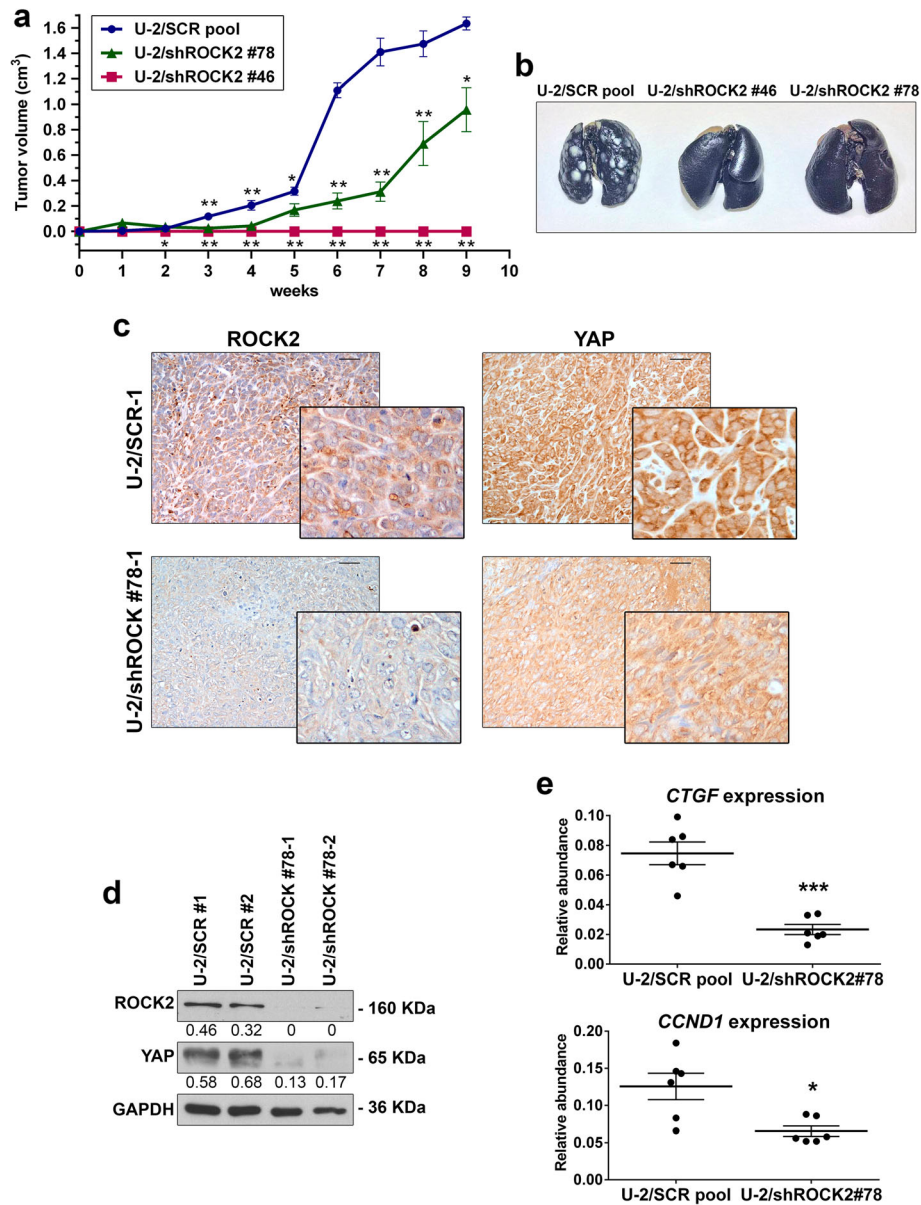 a
U-2/SCR pool
U-2/shROCK2 #78
U-2/shROCK2 #46
Tumor volume (cm3)
1.6
1.4
1.2
1.0
0.8
0.6
0.4
0.2
0.0
** ** * ** ** ** *
* ** ** ** ** ** ** **
0 1 2 3 4 5 6 7 8 9 10
weeks
b
U-2/SCR pool U-2/shROCK2 #46 U-2/shROCK2 #78
c
ROCK2 YAP
U-2/SCR-1
U-2/shROCK #78-1
d
U-2/SCR #1
U-2/SCR #2
U-2/shROCK #78-1
U-2/shROCK #78-2
ROCK2 - 160 KDa
0.46 0.32 0 0
YAP - 65 KDa
0.58 0.68 0.13 0.17
GAPDH - 36 KDa
e
CTGF expression
Relative abundance
0.10
0.08
0.06
0.04
0.02
0.00
***
U-2/SCR pool U-2/shROCK2#78
CCND1 expression
Relative abundance
0.20
0.15
0.10
0.05
0.00
*
U-2/SCR pool U-2/shROCK2#78